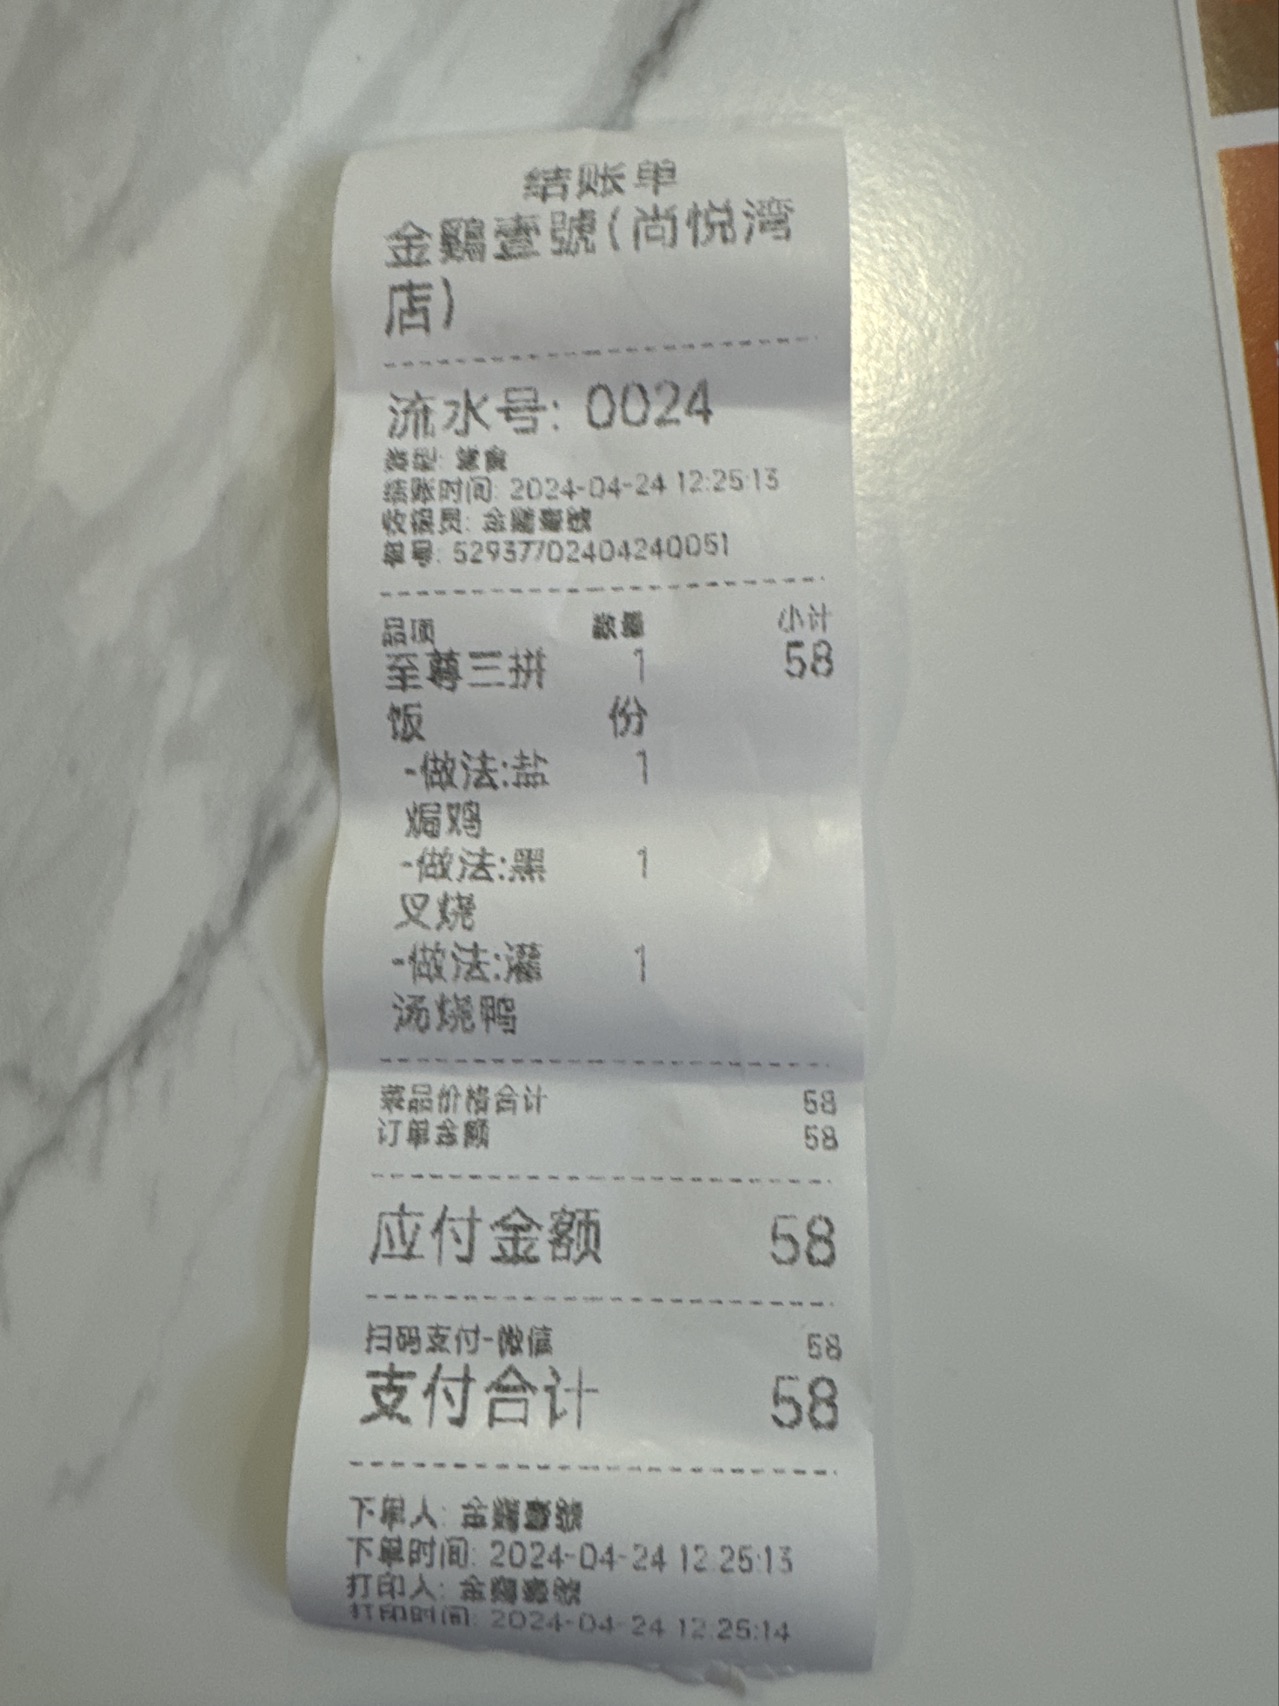 结账单
金鷄壹號(尚悦湾
店)
流水号: 0024
类型: 堂食
结账时间: 2024-04-24 12:25:13
收银员: 金鷄壹號
单号: 52937702404240051
品项 数量 小计
至尊三拼 1 58
饭 份
-做法:盐 1
焗鸡
-做法:黑 1
叉烧
-做法:灌 1
汤烧鸭
菜品价格合计 58
订单金额 58
应付金额 58
扫码支付-微信 58
支付合计 58
下单人: 金鷄壹號
下单时间: 2024-04-24 12:25:13
打印人: 金鷄壹號
打印时间: 2024-04-24 12:25:14